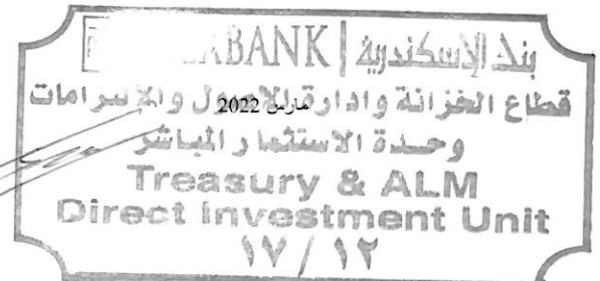 ABANK | بنك الإسكندرية
قطاع الخزانة وادارة الاصول والالتزامات
مارس 2022
وحدة الاستثمار المباشر
Treasury & ALM
Direct Investment Unit
١٧ / ١٢